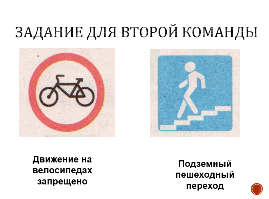 ЗАДАНИЕ ДЛЯ ВТОРОЙ КОМАНДЫ
Движение на
велосипедах
запрещено
Подземный
пешеходный
переход